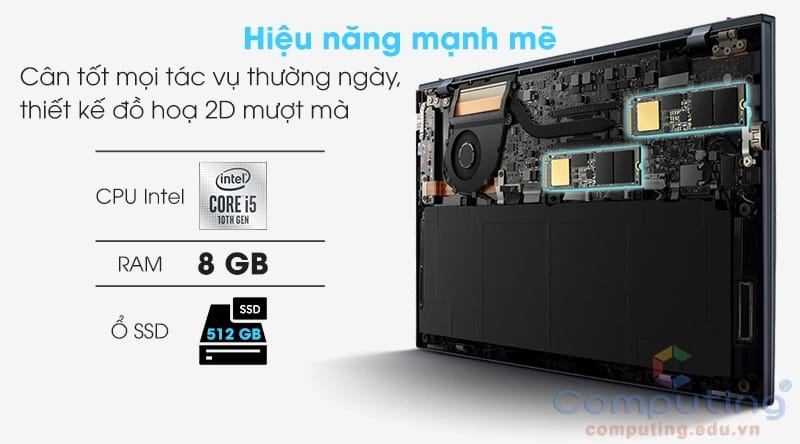 Hiệu năng mạnh mẽ
Cân tốt mọi tác vụ thường ngày,
thiết kế đồ hoạ 2D mượt mà
CPU Intel
intel
CORE i5
10TH GEN
RAM
8 GB
Ổ SSD
SSD
512 GB
Computing®
computing.edu.vn